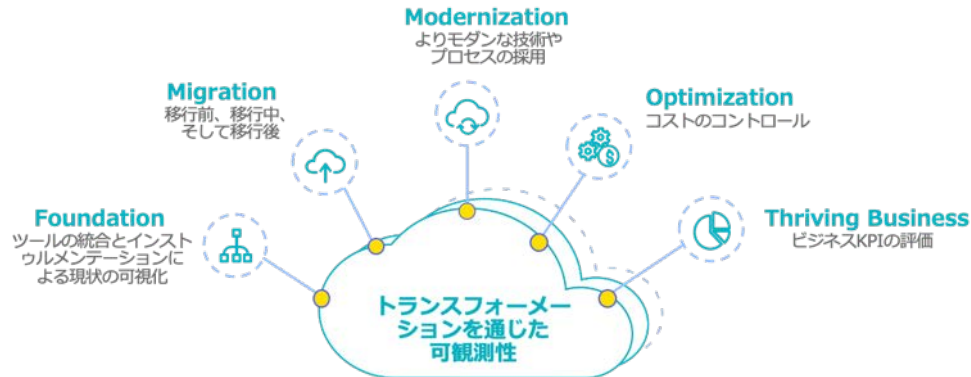 Modernization
よりモダンな技術や
プロセスの採用
Migration
移行前、移行中、
そして移行後
Optimization
コストのコントロール
Foundation
ツールの統合とインスト
ゥルメンテーションに
よる現状の可視化
Thriving Business
ビジネスKPIの評価
トランスフォーメー
ションを通じた
可観測性
$